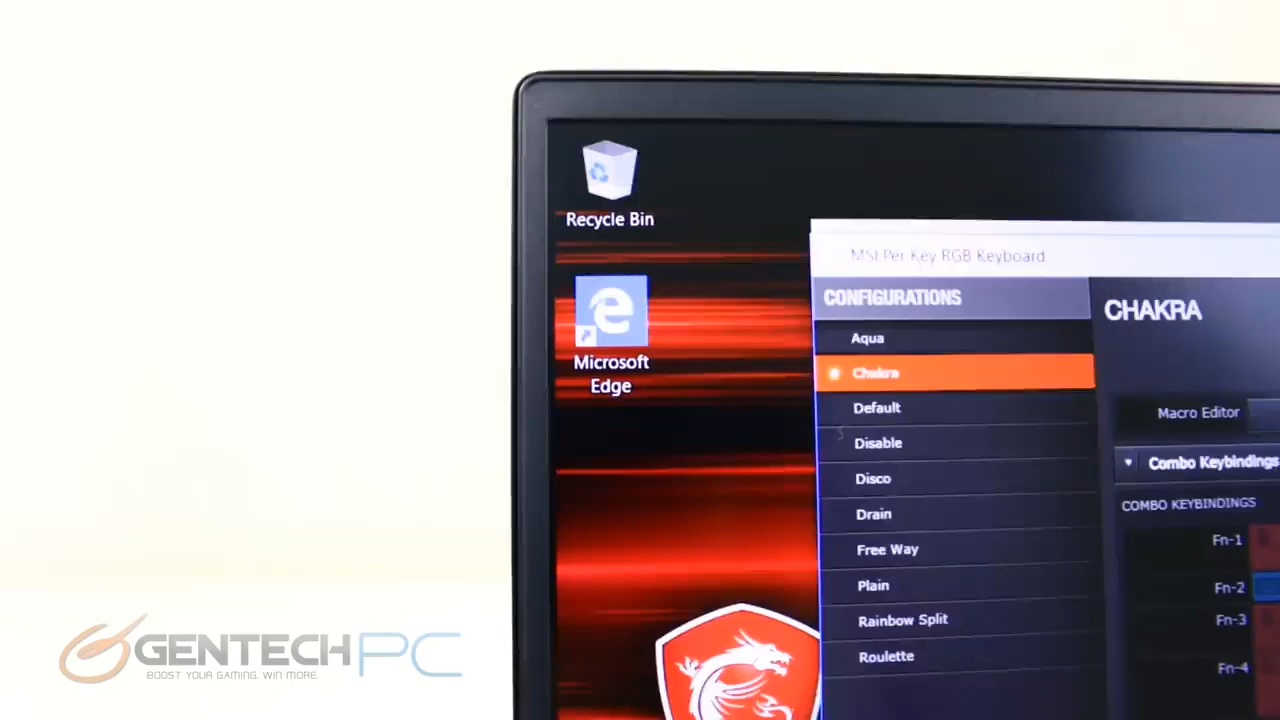 Recycle Bin
Microsoft
Edge
MSI Per Key RGB Keyboard
CONFIGURATIONS
Aqua
Chakra
Default
Disable
Disco
Drain
Free Way
Plain
Rainbow Split
Roulette
CHAKRA
Macro Editor
Combo Keybindings
COMBO KEYBINDINGS
Fn-1
Fn-2
Fn-3
Fn-4
GENTECH PC
BOOST YOUR GAMING. WIN MORE.